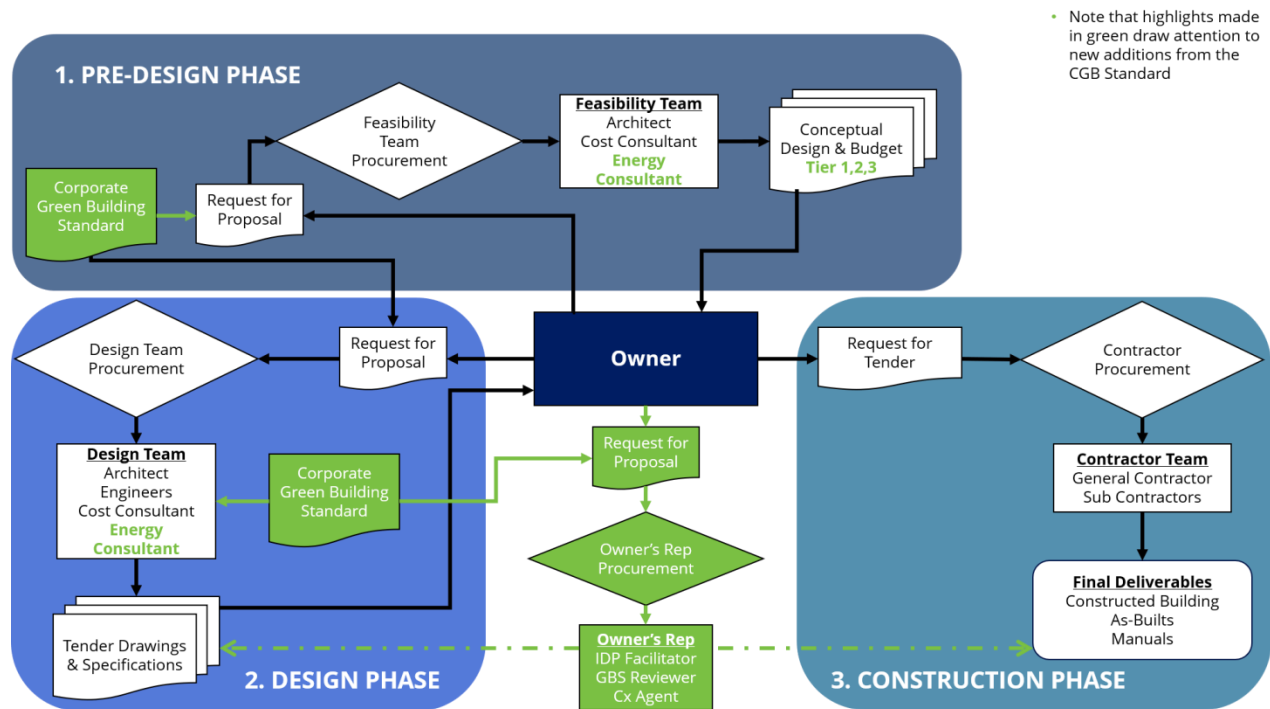 • Note that highlights made
in green draw attention to
new additions from the
CGB Standard
1. PRE-DESIGN PHASE
Corporate
Green Building
Standard
Request for
Proposal
Feasibility
Team
Procurement
Feasibility Team
Architect
Cost Consultant
Energy
Consultant
Conceptual
Design & Budget
Tier 1,2,3
Owner
Request for
Proposal
Design Team
Procurement
Design Team
Architect
Engineers
Cost Consultant
Energy
Consultant
Corporate
Green Building
Standard
Tender Drawings
& Specifications
2. DESIGN PHASE
Request for
Proposal
Owner's Rep
Procurement
Owner's Rep
IDP Facilitator
GBS Reviewer
Cx Agent
Request for
Tender
Contractor
Procurement
Contractor Team
General Contractor
Sub Contractors
Final Deliverables
Constructed Building
As-Builts
Manuals
3. CONSTRUCTION PHASE